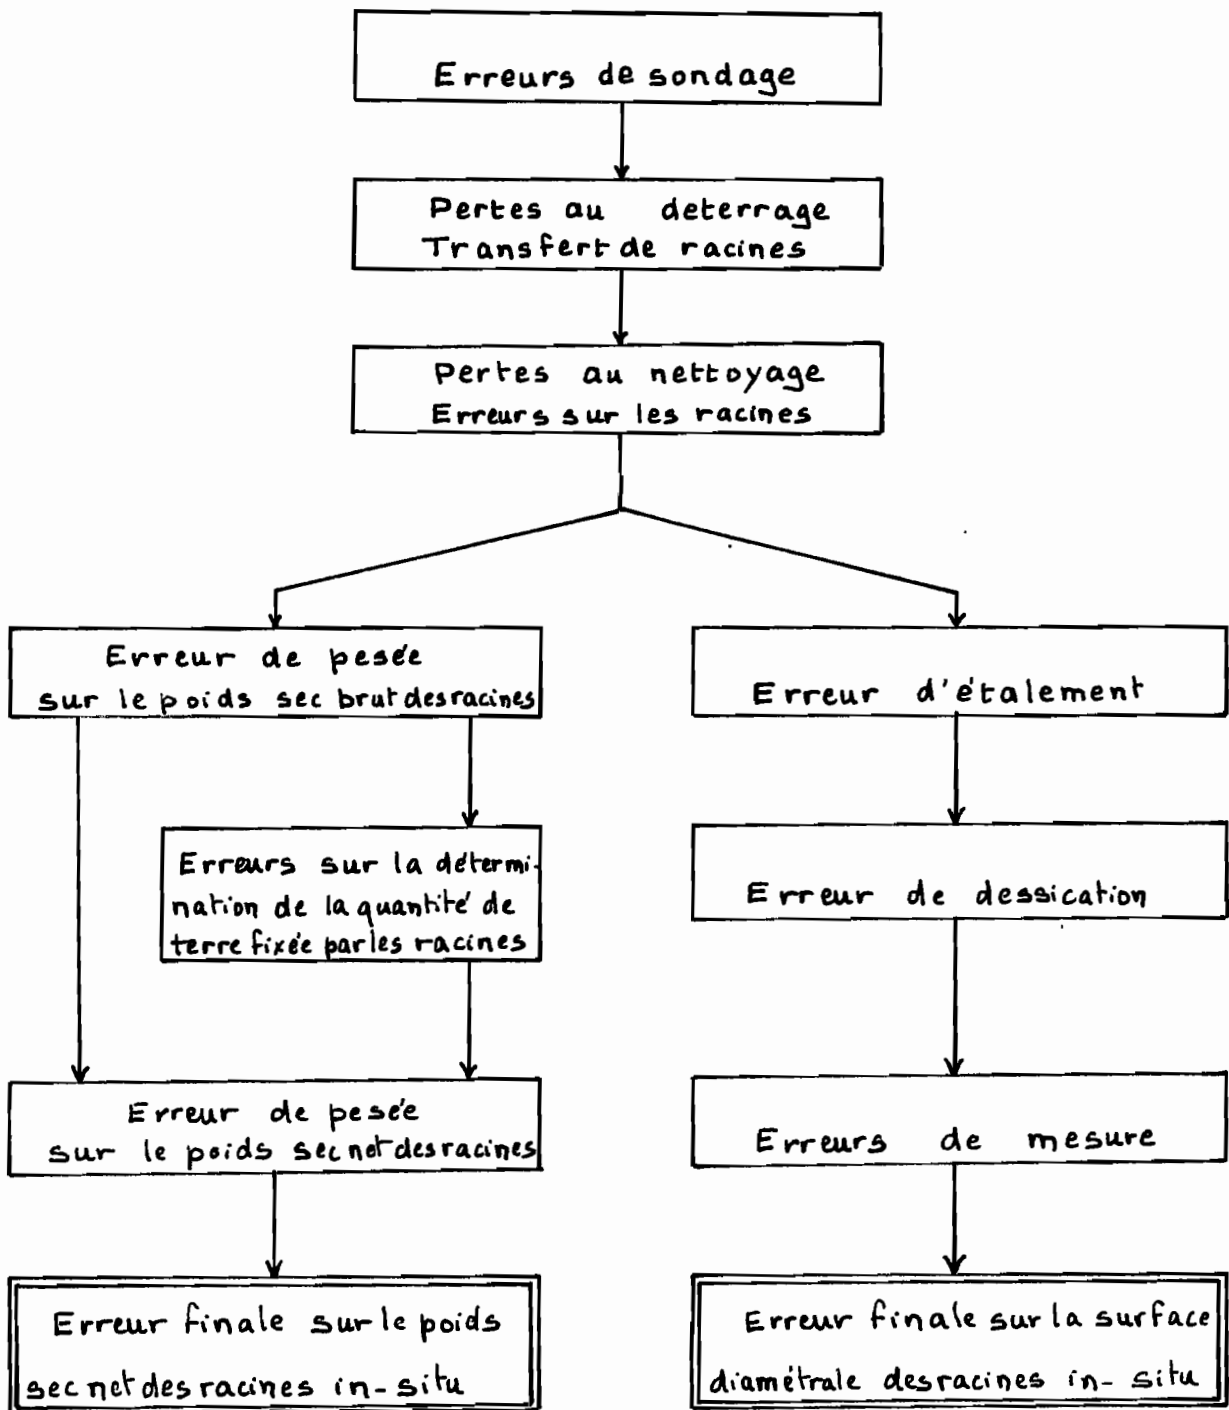 Erreurs de sondage
Pertes au deterrage
Transfert de racines
Pertes au nettoyage
Erreurs sur les racines
Erreur de pesée
sur le poids sec brut des racines
Erreur d'étalement
Erreurs sur la détermi-
nation de la quantité de
terre fixée par les racines
Erreur de dessication
Erreur de pesée
sur le poids sec net des racines
Erreurs de mesure
Erreur finale sur le poids
sec net des racines in-situ
Erreur finale sur la surface
diamétrale des racines in-situ